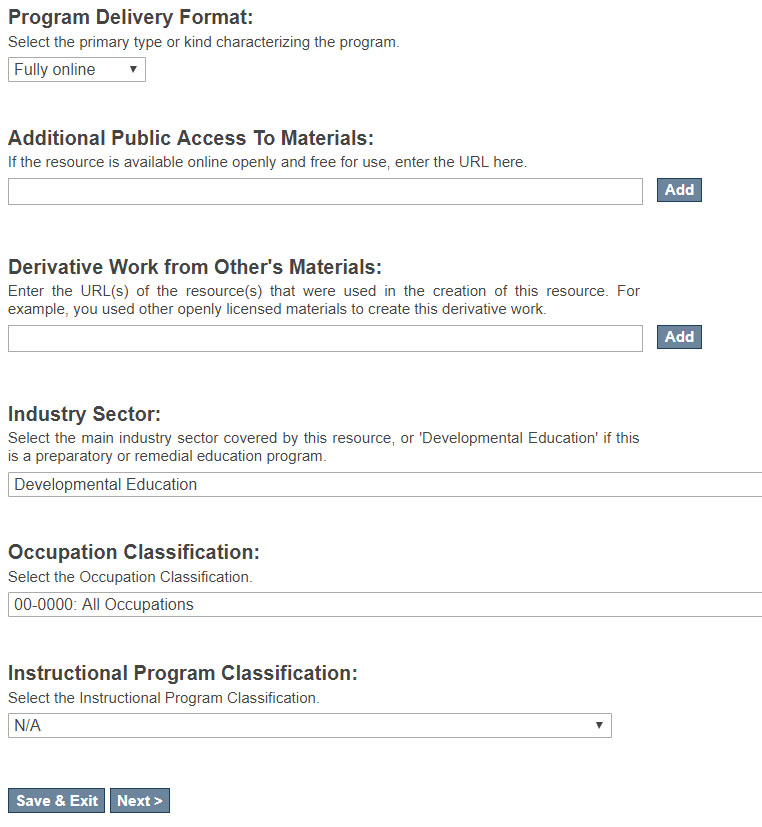 Program Delivery Format:
Select the primary type or kind characterizing the program.
Fully online
Additional Public Access To Materials:
If the resource is available online openly and free for use, enter the URL here.
Add
Derivative Work from Other's Materials:
Enter the URL(s) of the resource(s) that were used in the creation of this resource. For
example, you used other openly licensed materials to create this derivative work.
Add
Industry Sector:
Select the main industry sector covered by this resource, or 'Developmental Education' if this
is a preparatory or remedial education program.
Developmental Education
Occupation Classification:
Select the Occupation Classification.
00-0000: All Occupations
Instructional Program Classification:
Select the Instructional Program Classification.
N/A
Save & Exit Next >